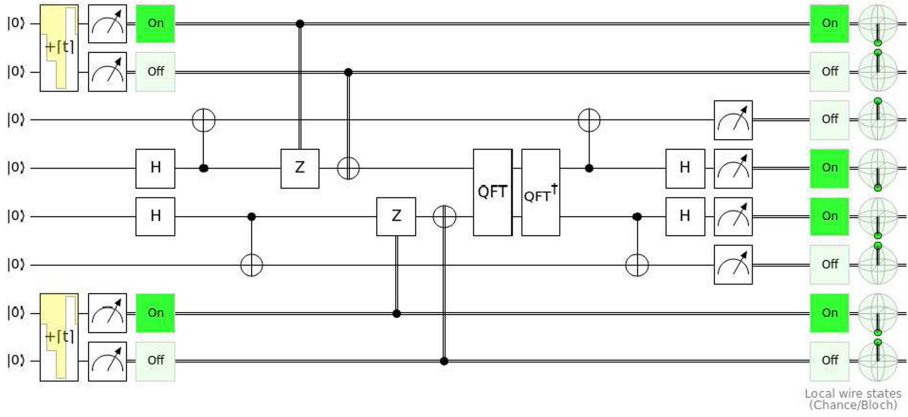 |0⟩ On On
|0⟩ +⌈t⌉ Off Off
|0⟩ Off
|0⟩ H Z QFT QFT† H On
|0⟩ H Z H On
|0⟩ Off
|0⟩ On On
|0⟩ +⌈t⌉ Off Off
Local wire states
(Chance/Bloch)